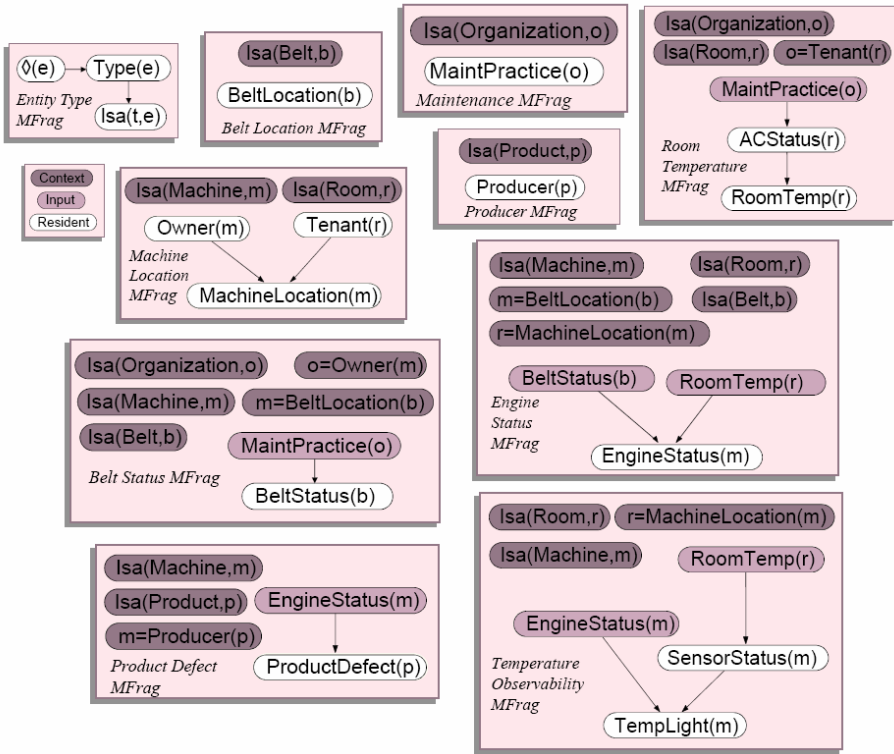 ◊(e)
Type(e)
Isa(t,e)
Entity Type
MFrag
Isa(Belt,b)
BeltLocation(b)
Belt Location MFrag
Isa(Organization,o)
MaintPractice(o)
Maintenance MFrag
Isa(Organization,o)
Isa(Room,r)
o=Tenant(r)
MaintPractice(o)
ACStatus(r)
RoomTemp(r)
Room
Temperature
MFrag
Isa(Product,p)
Producer(p)
Producer MFrag
Context
Input
Resident
Isa(Machine,m)
Isa(Room,r)
Owner(m)
Tenant(r)
Machine
Location
MFrag
MachineLocation(m)
Isa(Machine,m)
Isa(Room,r)
m=BeltLocation(b)
Isa(Belt,b)
r=MachineLocation(m)
BeltStatus(b)
RoomTemp(r)
Engine
Status
MFrag
EngineStatus(m)
Isa(Organization,o)
o=Owner(m)
Isa(Machine,m)
m=BeltLocation(b)
Isa(Belt,b)
MaintPractice(o)
Belt Status MFrag
BeltStatus(b)
Isa(Room,r)
r=MachineLocation(m)
Isa(Machine,m)
RoomTemp(r)
EngineStatus(m)
SensorStatus(m)
Temperature
Observability
MFrag
TempLight(m)
Isa(Machine,m)
Isa(Product,p)
EngineStatus(m)
m=Producer(p)
Product Defect
MFrag
ProductDefect(p)